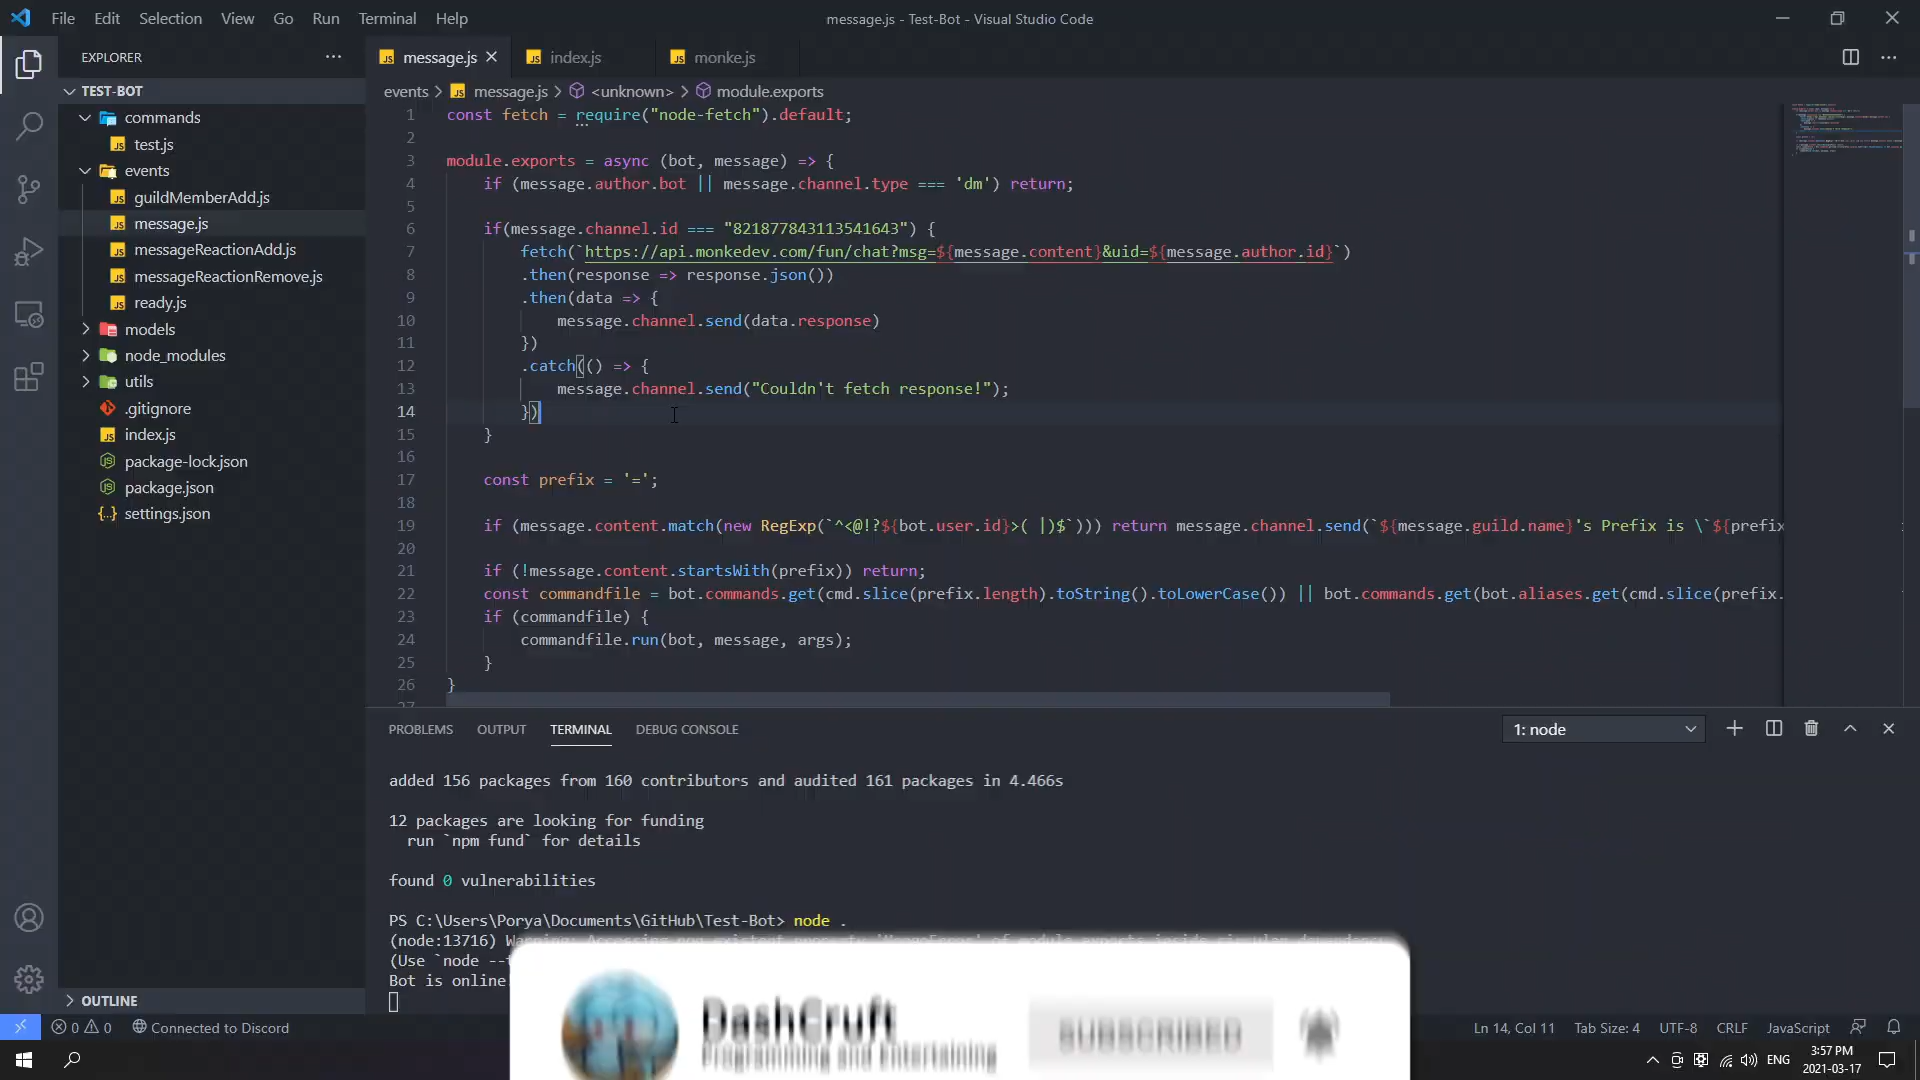 File Edit Selection View Go Run Terminal Help
message.js - Test-Bot - Visual Studio Code
EXPLORER
TEST-BOT
commands
test.js
events
guildMemberAdd.js
message.js
messageReactionAdd.js
messageReactionRemove.js
ready.js
models
node_modules
utils
.gitignore
index.js
package-lock.json
package.json
settings.json
OUTLINE
message.js index.js monke.js
events > message.js > <unknown> > module.exports
1 const fetch = require("node-fetch").default;
2
3 module.exports = async (bot, message) => {
4 if (message.author.bot || message.channel.type === 'dm') return;
5
6 if(message.channel.id === "821877843113541643") {
7 fetch(`https://api.monkedev.com/fun/chat?msg=${message.content}&uid=${message.author.id}`)
8 .then(response => response.json())
9 .then(data => {
10 message.channel.send(data.response)
11 })
12 .catch(() => {
13 message.channel.send("Couldn't fetch response!");
14 })
15 }
16
17 const prefix = '=';
18
19 if (message.content.match(new RegExp(`^<@!?${bot.user.id}>( |)$`))) return message.channel.send(`${message.guild.name}'s Prefix is \`${prefix
20
21 if (!message.content.startsWith(prefix)) return;
22 const commandfile = bot.commands.get(cmd.slice(prefix.length).toString().toLowerCase()) || bot.commands.get(bot.aliases.get(cmd.slice(prefix.
23 if (commandfile) {
24 commandfile.run(bot, message, args);
25 }
26 }
27
PROBLEMS OUTPUT TERMINAL DEBUG CONSOLE
1: node
added 156 packages from 160 contributors and audited 161 packages in 4.466s
12 packages are looking for funding
run `npm fund` for details
found 0 vulnerabilities
PS C:\Users\Porya\Documents\GitHub\Test-Bot> node .
(node:13716) Warning: Accessing non-existent property
(Use `node --t
Bot is online!
DashCruft
Programming and Entertaining
SUBSCRIBED
0 0 Connected to Discord
Ln 14, Col 11 Tab Size: 4 UTF-8 CRLF JavaScript
ENG
3:57 PM
2021-03-17